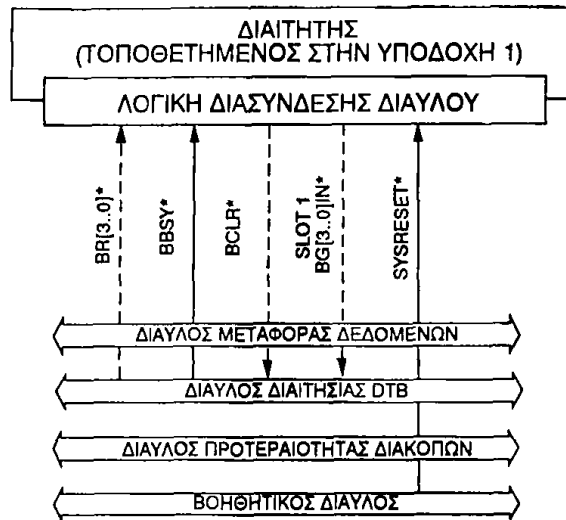 ΔΙΑΙΤΗΤΗΣ
(ΤΟΠΟΘΕΤΗΜΕΝΟΣ ΣΤΗΝ ΥΠΟΔΟΧΗ 1)
ΛΟΓΙΚΗ ΔΙΑΣΥΝΔΕΣΗΣ ΔΙΑΥΛΟΥ
BR[3..0]*
BBSY*
BCLR*
SLOT 1
BG[3..0]IN*
SYSRESET*
ΔΙΑΥΛΟΣ ΜΕΤΑΦΟΡΑΣ ΔΕΔΟΜΕΝΩΝ
ΔΙΑΥΛΟΣ ΔΙΑΙΤΗΣΙΑΣ DTB
ΔΙΑΥΛΟΣ ΠΡΟΤΕΡΑΙΟΤΗΤΑΣ ΔΙΑΚΟΠΩΝ
ΒΟΗΘΗΤΙΚΟΣ ΔΙΑΥΛΟΣ